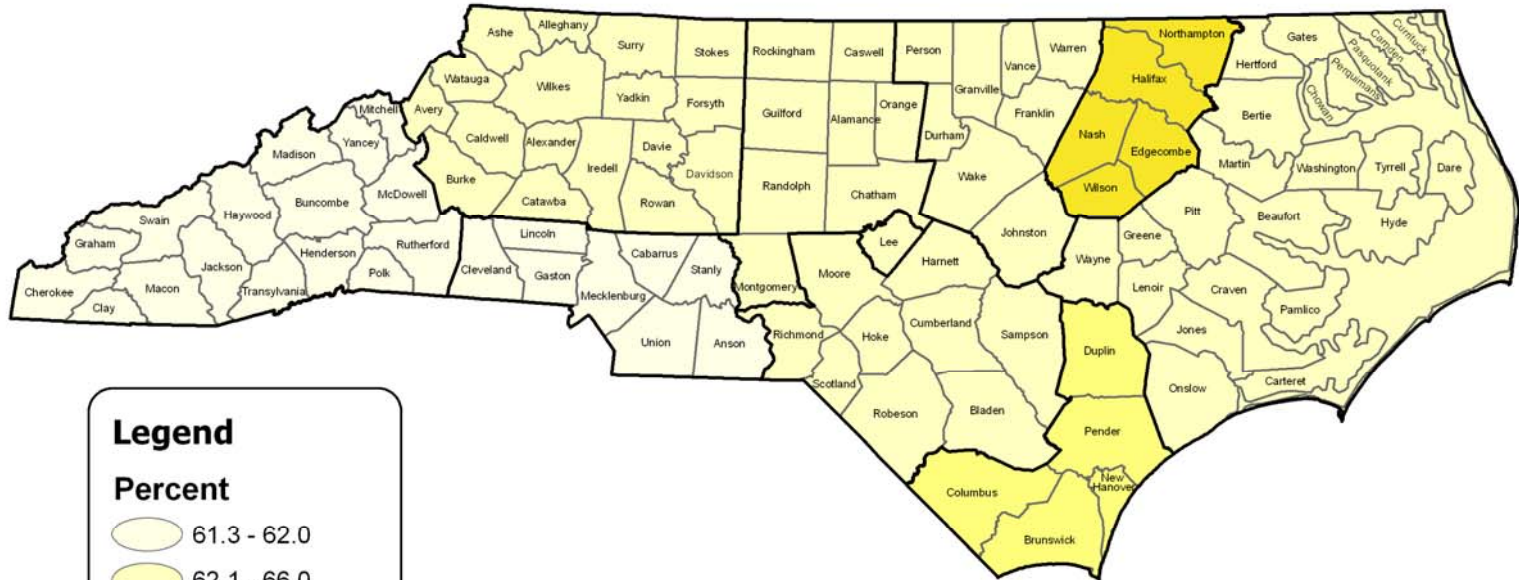 Ashe
Alleghany
Surry
Stokes
Rockingham
Caswell
Person
Granville
Vance
Warren
Northampton
Gates
Currituck
Camden
Pasquotank
Perquimans
Chowan
Hertford
Halifax
Watauga
Wilkes
Yadkin
Forsyth
Guilford
Alamance
Orange
Durham
Franklin
Nash
Edgecombe
Bertie
Mitchell
Avery
Caldwell
Alexander
Iredell
Davie
Davidson
Randolph
Chatham
Wake
Wilson
Martin
Washington
Tyrrell
Dare
Madison
Yancey
McDowell
Burke
Catawba
Rowan
Johnston
Pitt
Beaufort
Hyde
Swain
Haywood
Buncombe
Graham
Jackson
Henderson
Rutherford
Polk
Lincoln
Cleveland
Gaston
Cabarrus
Stanly
Mecklenburg
Montgomery
Moore
Lee
Harnett
Wayne
Greene
Lenoir
Craven
Pamlico
Cherokee
Clay
Macon
Transylvania
Union
Anson
Richmond
Hoke
Cumberland
Sampson
Duplin
Jones
Onslow
Carteret
Scotland
Robeson
Bladen
Pender
New
Hanover
Columbus
Brunswick
Legend
Percent
61.3 - 62.0
62.1 - 66.0